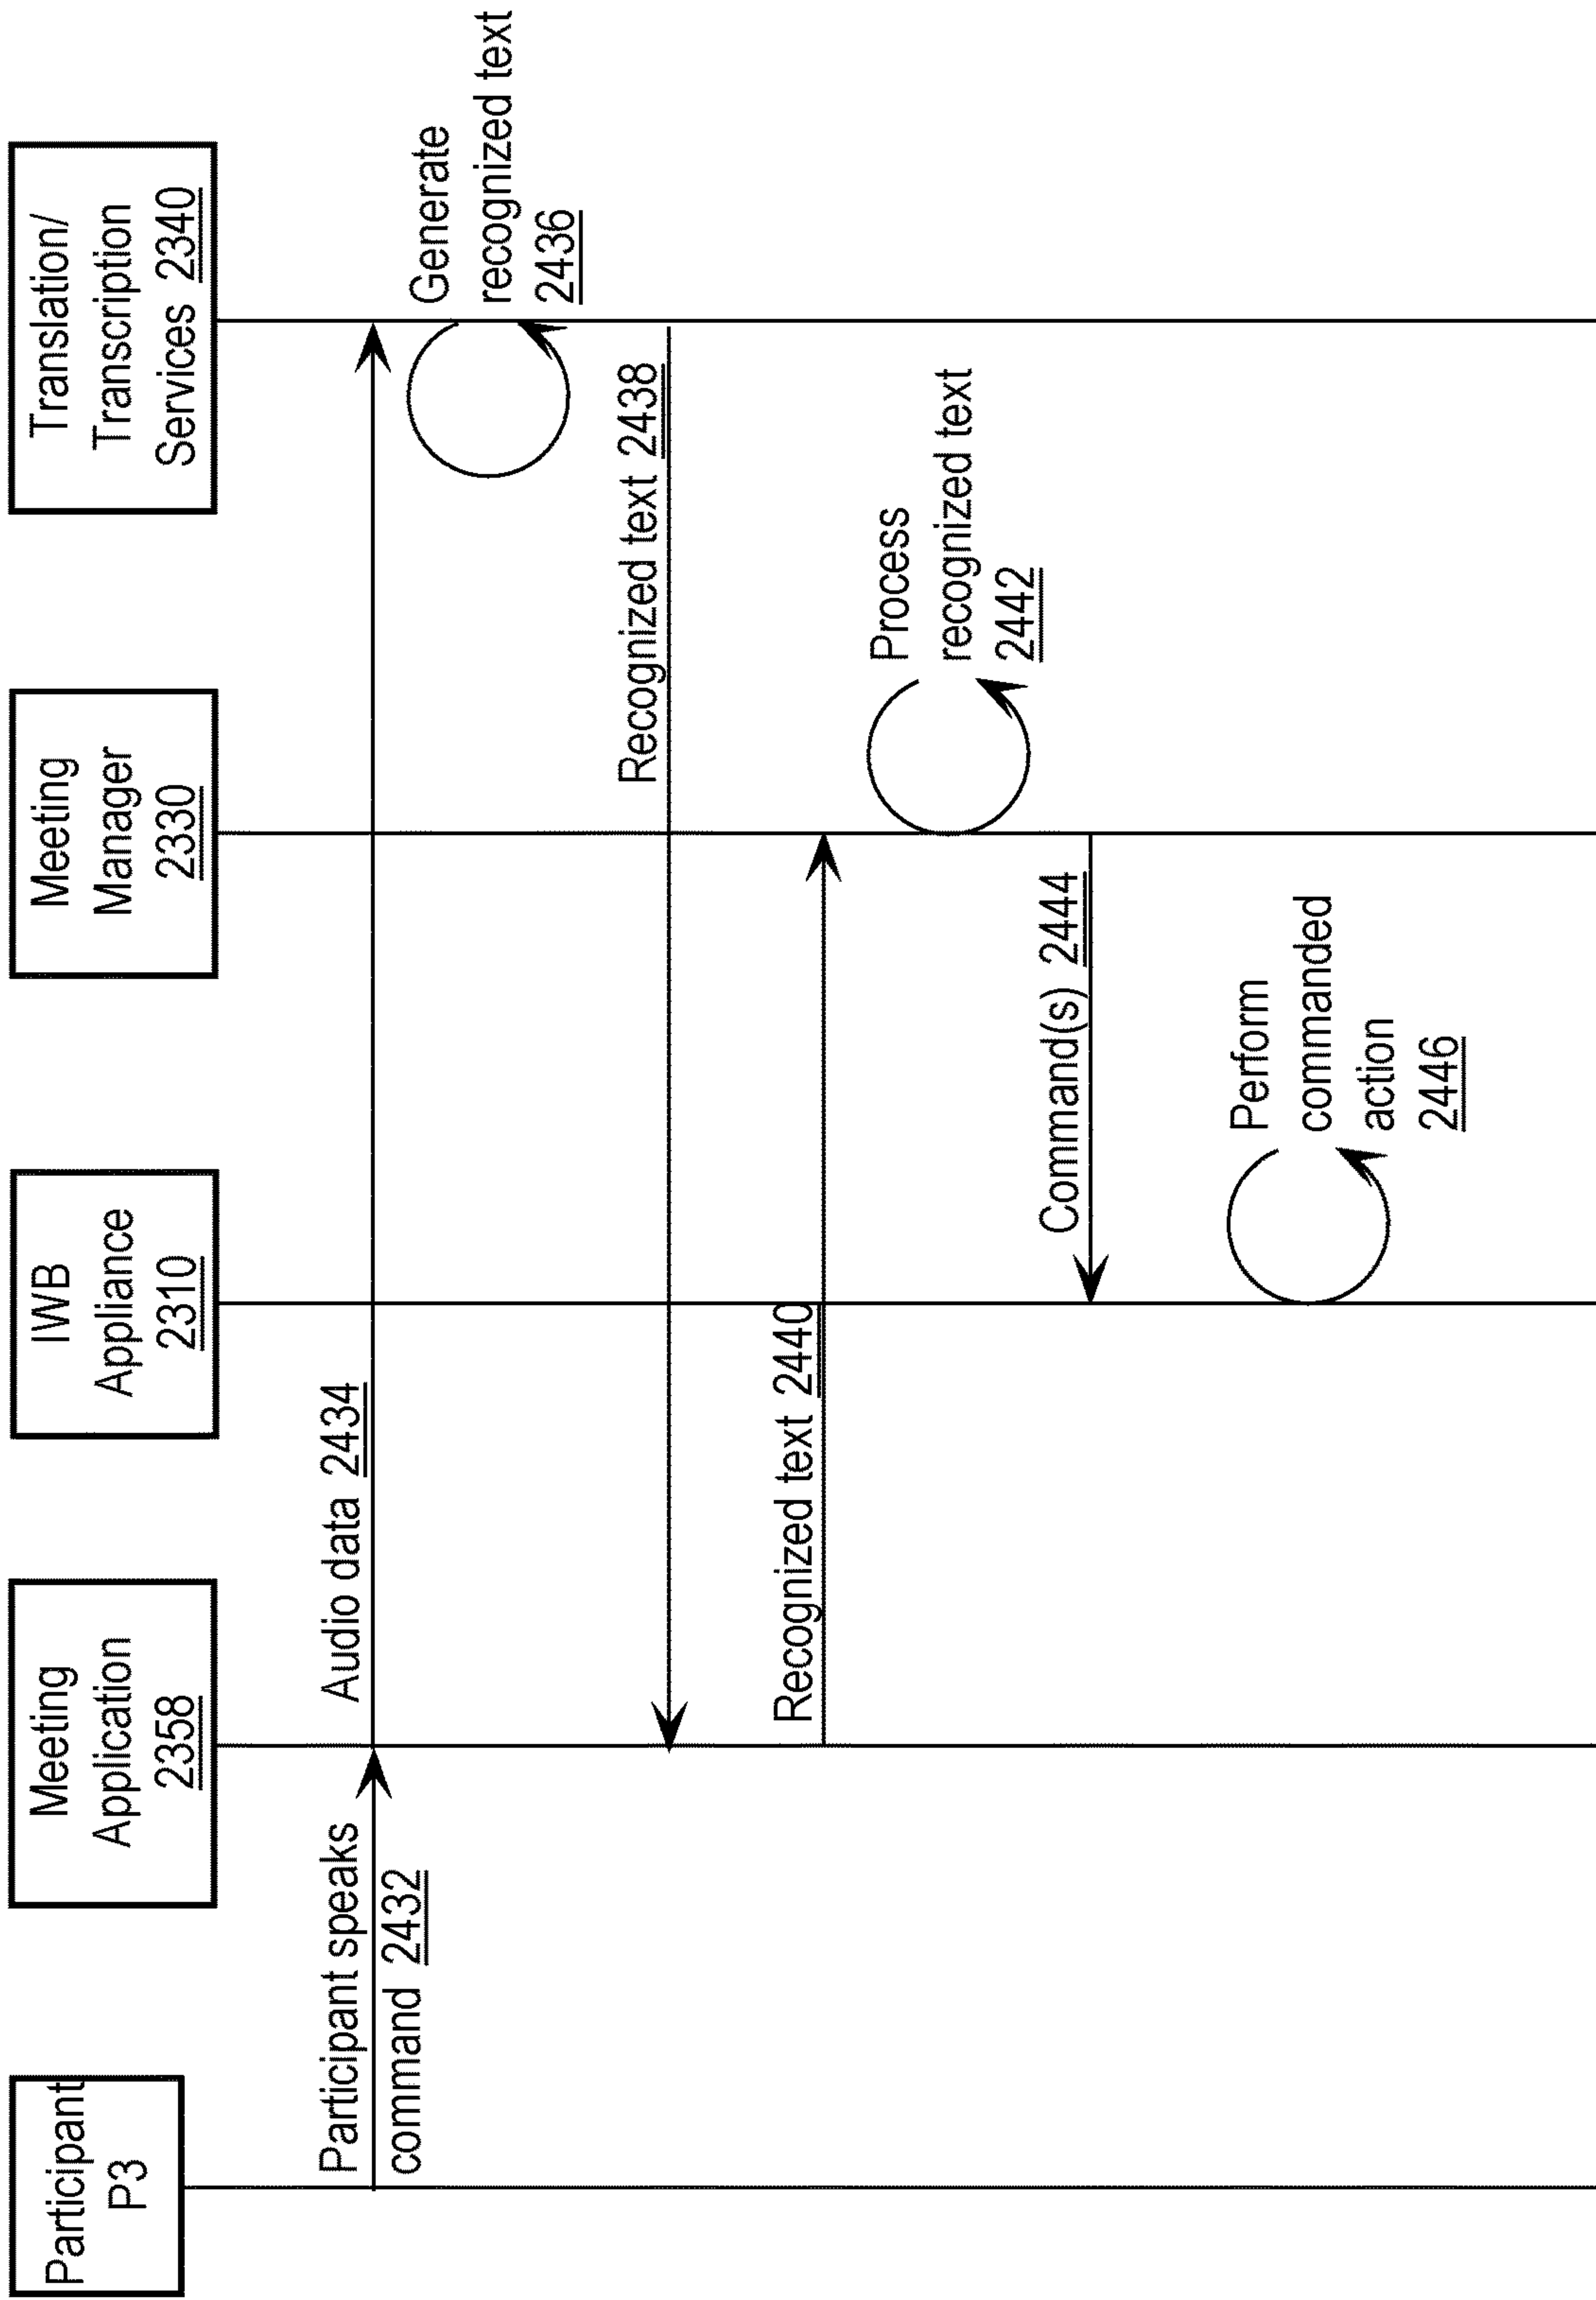 Participant
P3
Meeting
Application
2358
IWB
Appliance
2310
Meeting
Manager
2330
Translation/
Transcription
Services 2340
Participant speaks
command 2432
Audio data 2434
Generate
recognized text
2436
Recognized text 2438
Recognized text 2440
Process
recognized text
2442
Command(s) 2444
Perform
commanded
action
2446